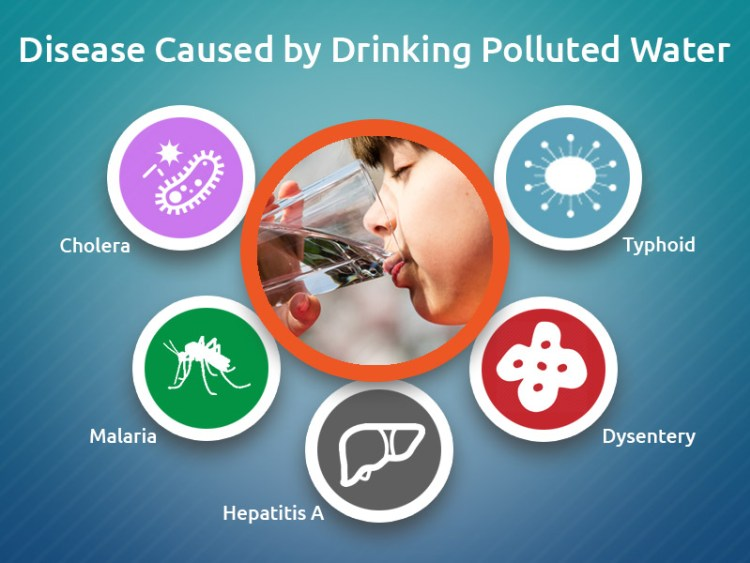 Disease Caused by Drinking Polluted Water
Cholera
Typhoid
Malaria
Dysentery
Hepatitis A